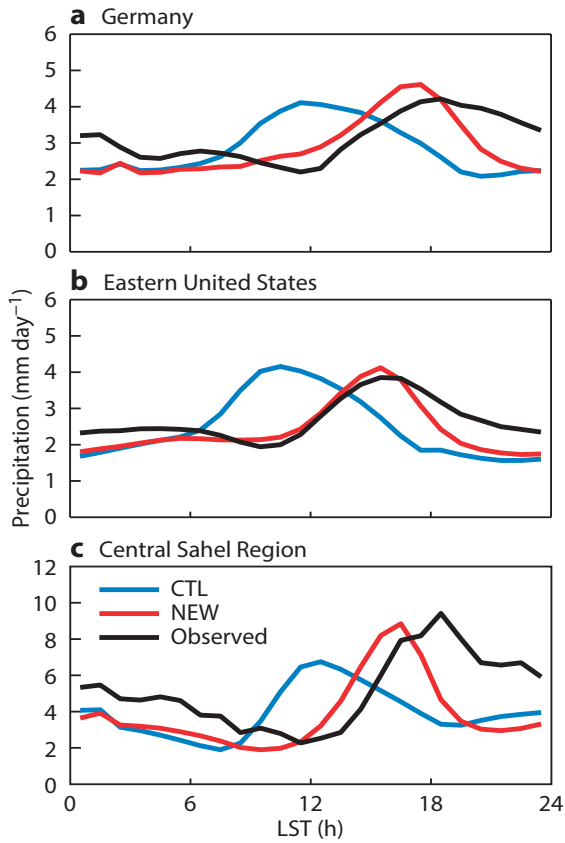 a Germany
6
5
4
3
2
1
0
b Eastern United States
6
5
4
3
2
1
0
Precipitation (mm day⁻¹)
c Central Sahel Region
12
10
8
6
4
2
0
CTL
NEW
Observed
0 6 12 18 24
LST (h)